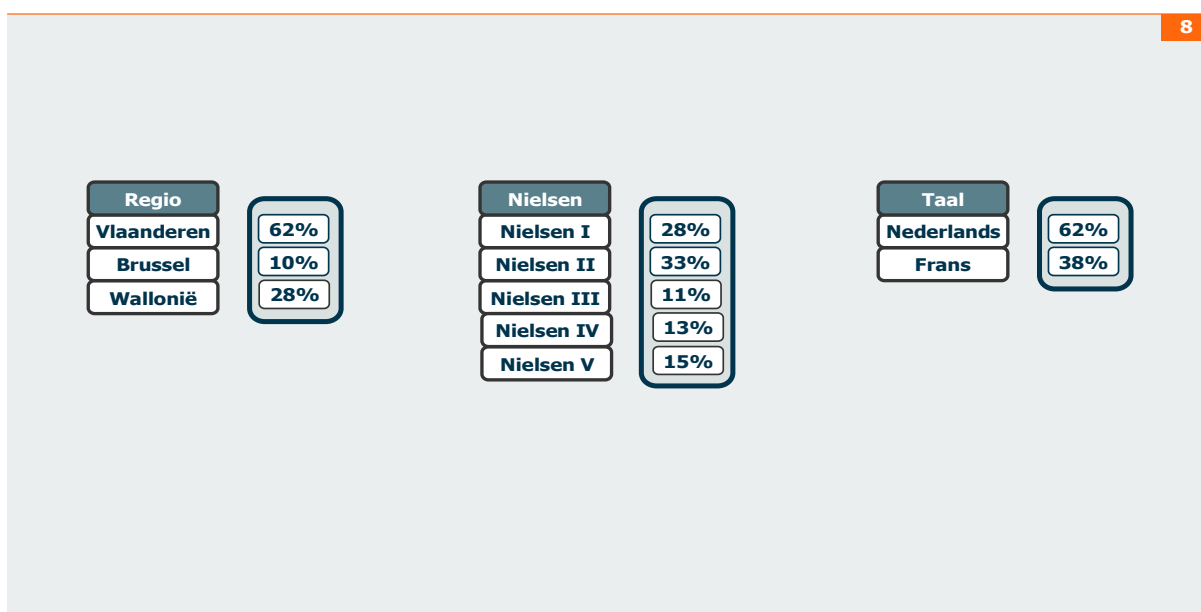 8
Regio
Vlaanderen 62%
Brussel 10%
Wallonië 28%
Nielsen
Nielsen I 28%
Nielsen II 33%
Nielsen III 11%
Nielsen IV 13%
Nielsen V 15%
Taal
Nederlands 62%
Frans 38%